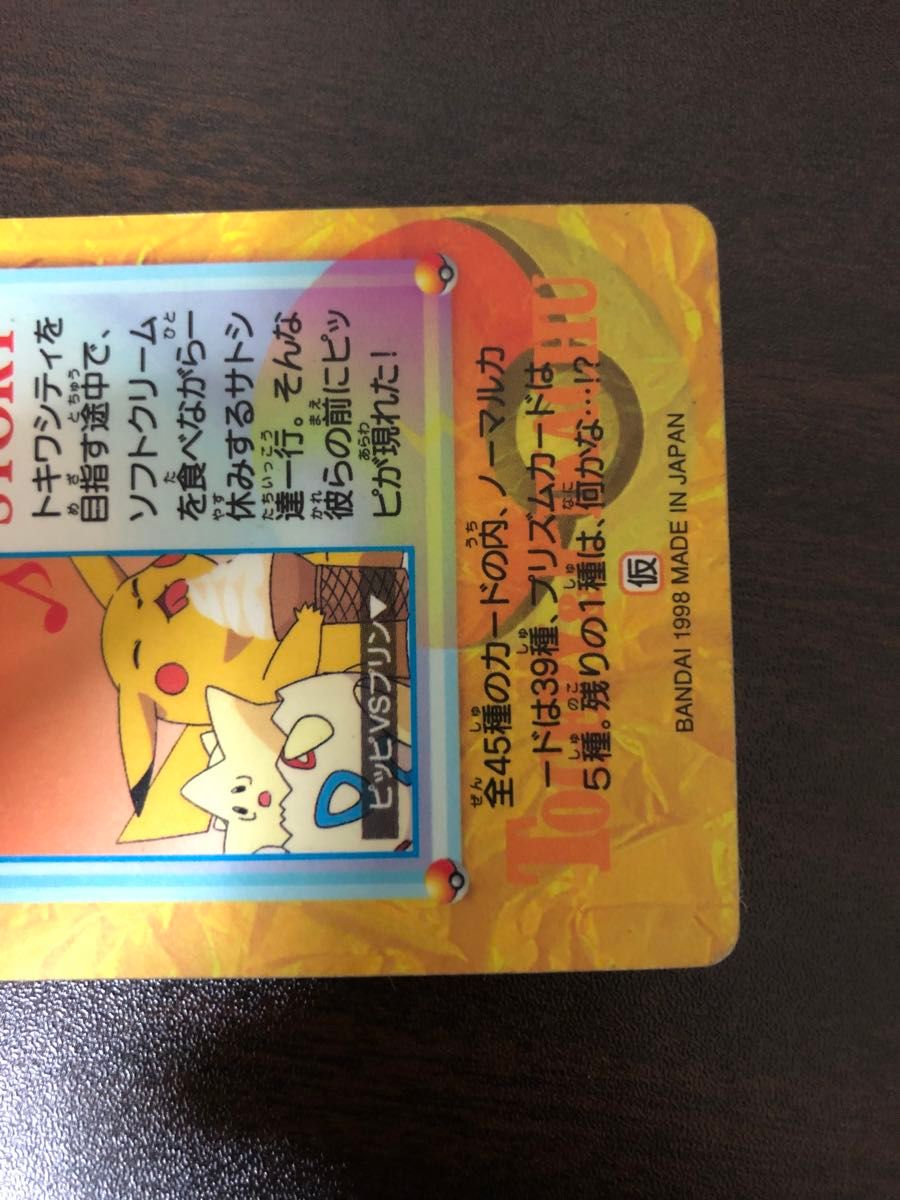 STORY
トキワシティを
目指す途中で、
ソフトクリーム
を食べながら一
休みするサトシ
達一行。そんな
彼らの前にピッ
ピが現れた!
ピッピVSプリン▼
全45種のカードの内、ノーマルカ
ードは39種、プリズムカードは
5種。残りの1種は、何かな…!?
仮
BANDAI 1998 MADE IN JAPAN